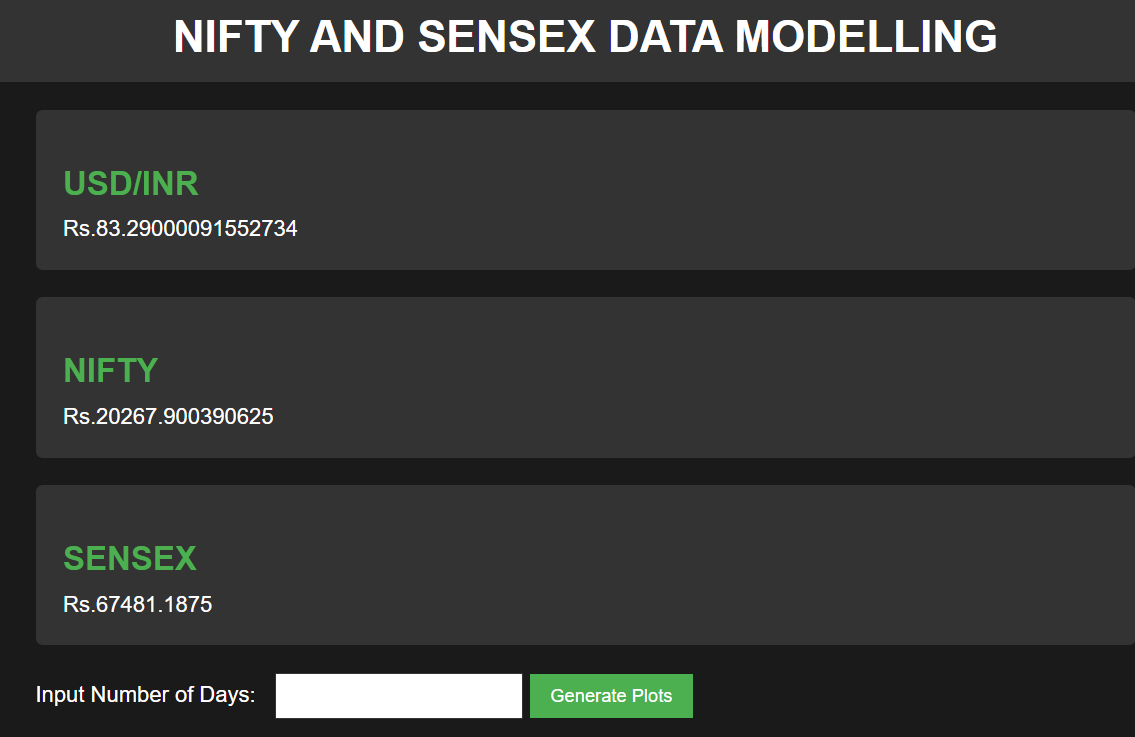 NIFTY AND SENSEX DATA MODELLING
USD/INR
Rs.83.29000091552734
NIFTY
Rs.20267.900390625
SENSEX
Rs.67481.1875
Input Number of Days: Generate Plots